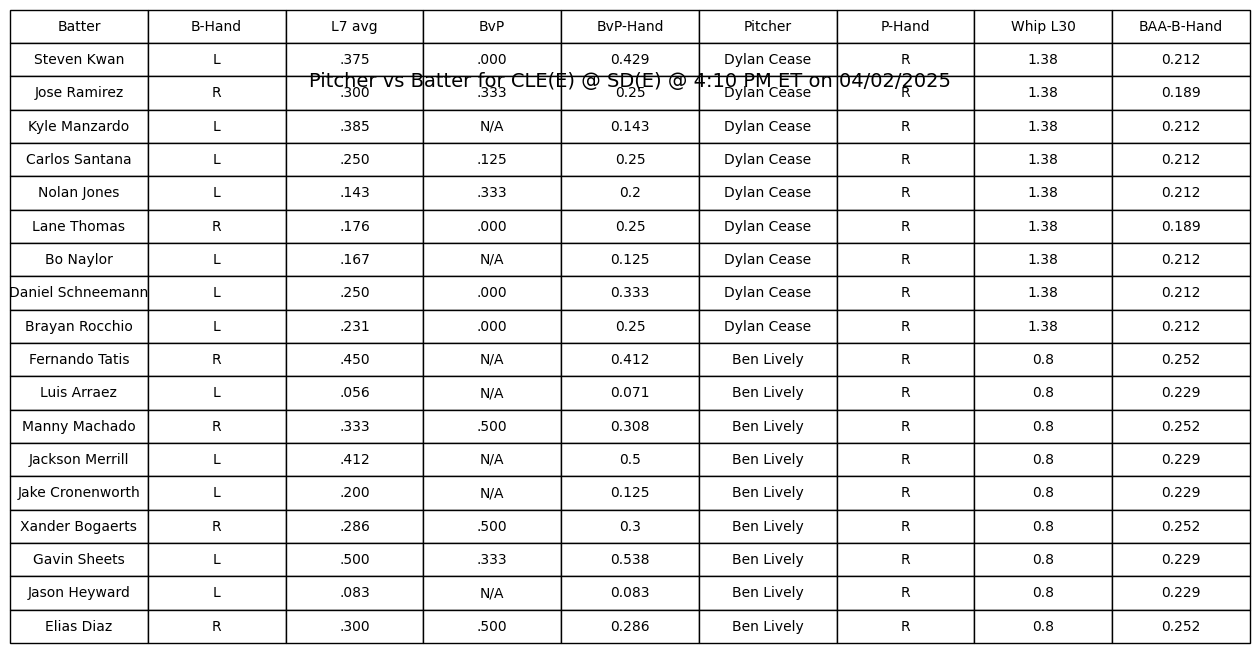 Batter B-Hand L7 avg BvP BvP-Hand Pitcher P-Hand Whip L30 BAA-B-Hand
Steven Kwan L .375 .000 0.429 Dylan Cease R 1.38 0.212
Pitcher vs Batter for CLE(E) @ SD(E) @ 4:10 PM ET on 04/02/2025
Jose Ramirez R .300 .333 0.25 Dylan Cease R 1.38 0.189
Kyle Manzardo L .385 N/A 0.143 Dylan Cease R 1.38 0.212
Carlos Santana L .250 .125 0.25 Dylan Cease R 1.38 0.212
Nolan Jones L .143 .333 0.2 Dylan Cease R 1.38 0.212
Lane Thomas R .176 .000 0.25 Dylan Cease R 1.38 0.189
Bo Naylor L .167 N/A 0.125 Dylan Cease R 1.38 0.212
Daniel Schneemann L .250 .000 0.333 Dylan Cease R 1.38 0.212
Brayan Rocchio L .231 .000 0.25 Dylan Cease R 1.38 0.212
Fernando Tatis R .450 N/A 0.412 Ben Lively R 0.8 0.252
Luis Arraez L .056 N/A 0.071 Ben Lively R 0.8 0.229
Manny Machado R .333 .500 0.308 Ben Lively R 0.8 0.252
Jackson Merrill L .412 N/A 0.5 Ben Lively R 0.8 0.229
Jake Cronenworth L .200 N/A 0.125 Ben Lively R 0.8 0.229
Xander Bogaerts R .286 .500 0.3 Ben Lively R 0.8 0.252
Gavin Sheets L .500 .333 0.538 Ben Lively R 0.8 0.229
Jason Heyward L .083 N/A 0.083 Ben Lively R 0.8 0.229
Elias Diaz R .300 .500 0.286 Ben Lively R 0.8 0.252